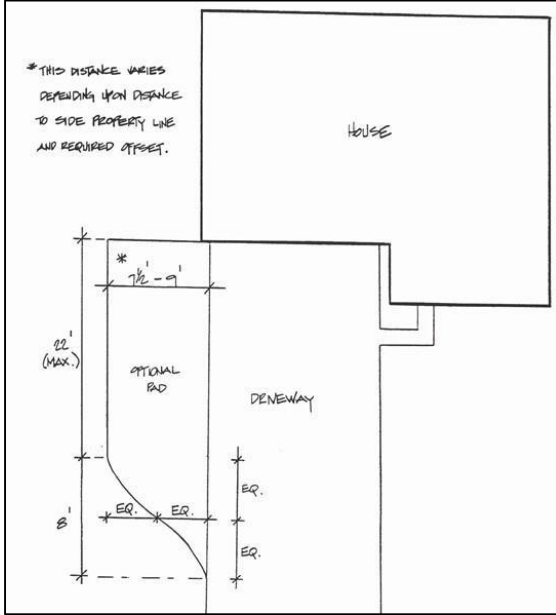 * THIS DISTANCE VARIES
DEPENDING UPON DISTANCE
TO SIDE PROPERTY LINE
AND REQUIRED OFFSET.
HOUSE
*
7½' - 9'
22'
(MAX.)
OPTIONAL
PAD
DRIVEWAY
EQ.
EQ. EQ.
8'
EQ.